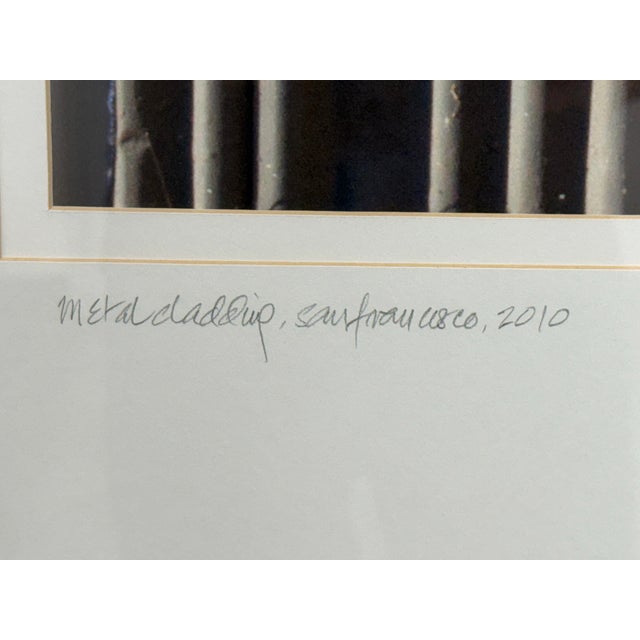 metal cladding, san francisco, 2010